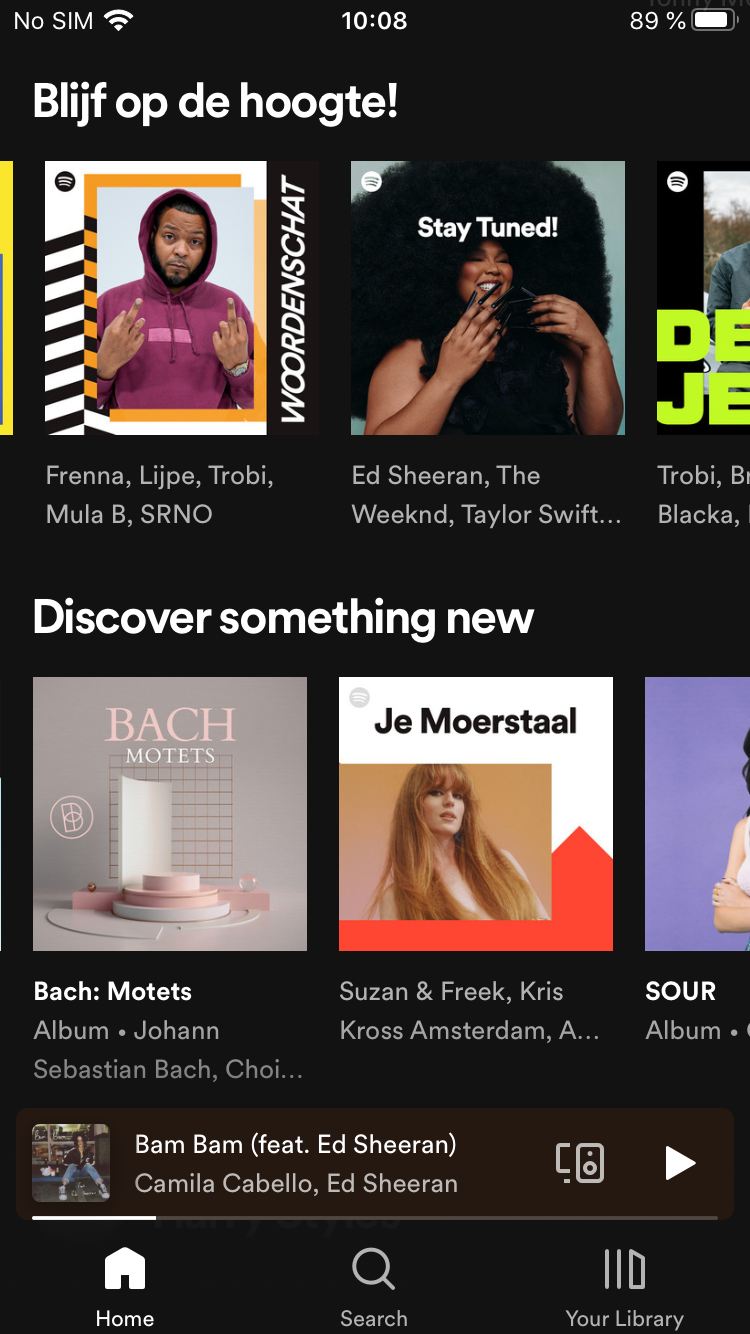 No SIM 10:08 89 %
Blijf op de hoogte!
WOORDENSCHAT
Stay Tuned!
DE
JE
Frenna, Lijpe, Trobi,
Mula B, SRNO
Ed Sheeran, The
Weeknd, Taylor Swift...
Trobi, Br
Blacka,
Discover something new
BACH
MOTETS
Je Moerstaal
Bach: Motets
Album • Johann
Sebastian Bach, Choi...
Suzan & Freek, Kris
Kross Amsterdam, A...
SOUR
Album •
Bam Bam (feat. Ed Sheeran)
Camila Cabello, Ed Sheeran
Harry Styles
Home
Search
Your Library